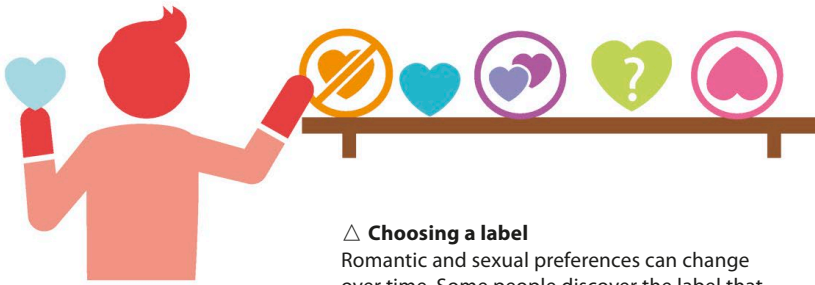 ?
△ Choosing a label
Romantic and sexual preferences can change
over time. Some people discover the label that